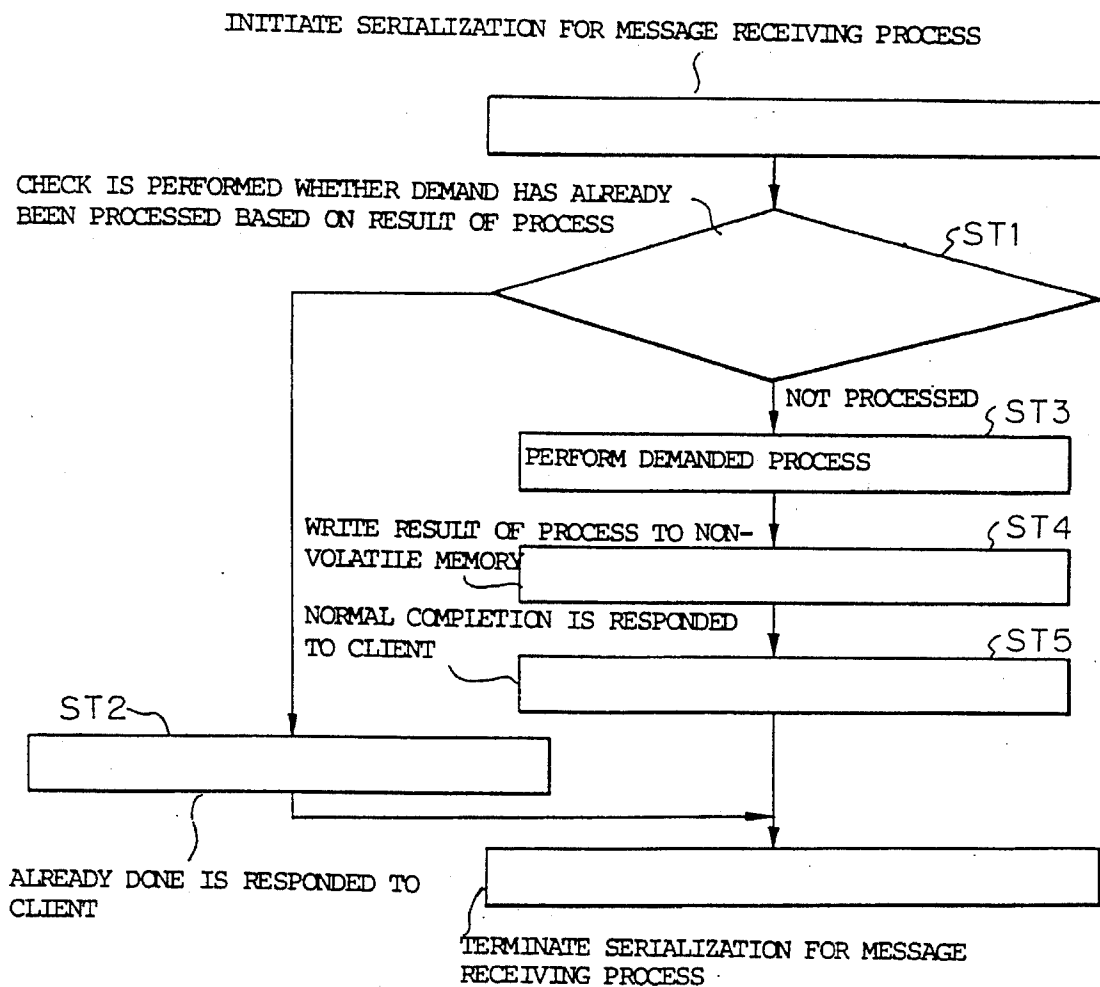 INITIATE SERIALIZATION FOR MESSAGE RECEIVING PROCESS
CHECK IS PERFORMED WHETHER DEMAND HAS ALREADY
BEEN PROCESSED BASED ON RESULT OF PROCESS
ST1
NOT PROCESSED
ST3
PERFORM DEMANDED PROCESS
WRITE RESULT OF PROCESS TO NON-
VOLATILE MEMORY
ST4
NORMAL COMPLETION IS RESPONDED
TO CLIENT
ST5
ST2
ALREADY DONE IS RESPONDED TO
CLIENT
TERMINATE SERIALIZATION FOR MESSAGE
RECEIVING PROCESS